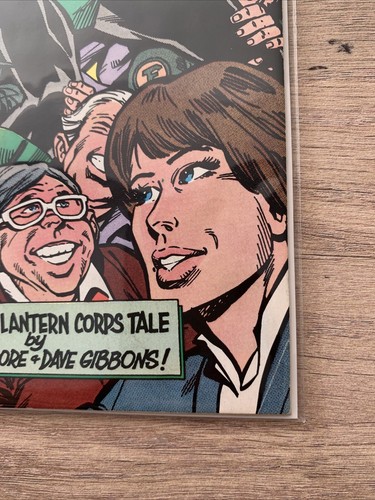 LANTERN CORPS TALE
by
ORE & DAVE GIBBONS!